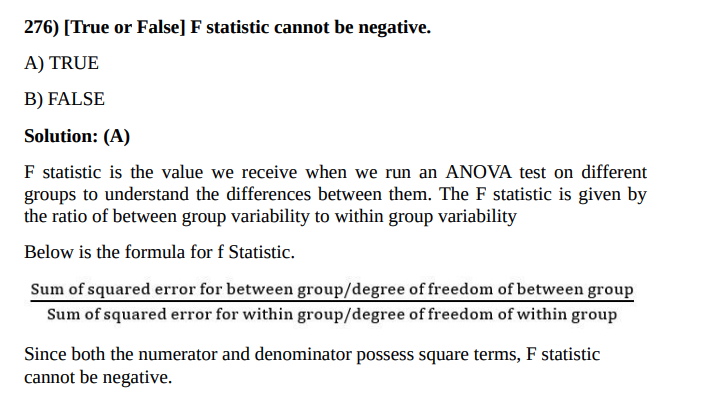 276) [True or False] F statistic cannot be negative.
A) TRUE
B) FALSE
Solution: (A)
F statistic is the value we receive when we run an ANOVA test on different
groups to understand the differences between them. The F statistic is given by
the ratio of between group variability to within group variability
Below is the formula for f Statistic.
Sum of squared error for between group/degree of freedom of between group
Sum of squared error for within group/degree of freedom of within group
Since both the numerator and denominator possess square terms, F statistic
cannot be negative.